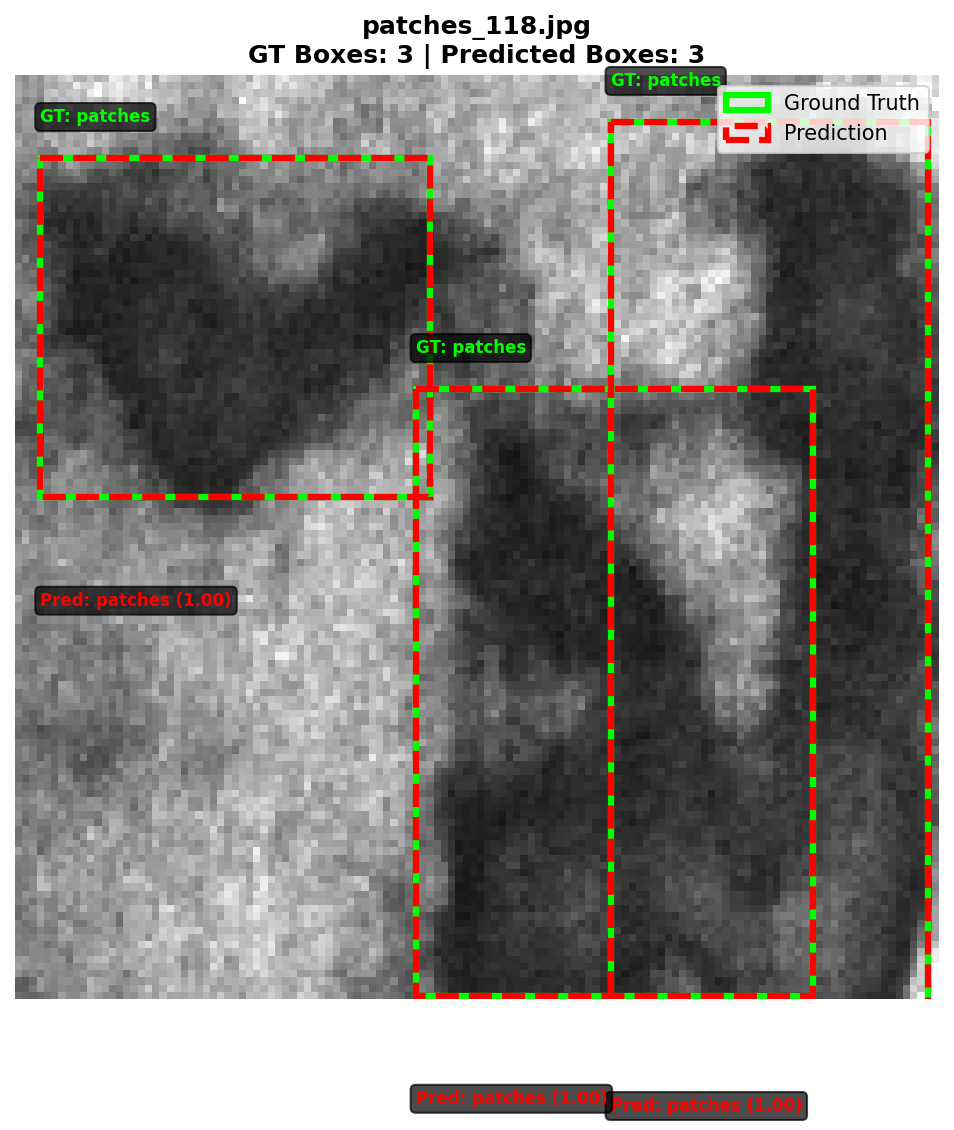 patches_118.jpg
GT Boxes: 3 | Predicted Boxes: 3
GT: patches
Ground Truth
Prediction
GT: patches
GT: patches
Pred: patches (1.00)
Pred: patches (1.00)
Pred: patches (1.00)